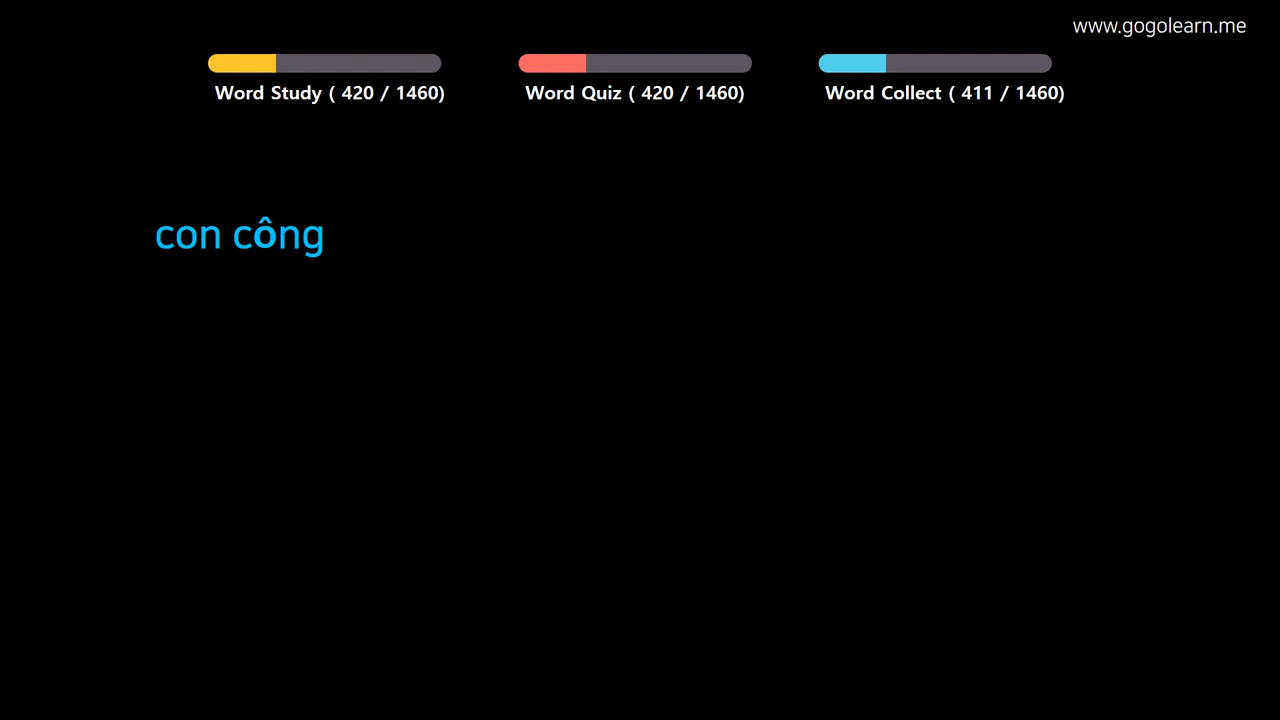 www.gogolearn.me
Word Study ( 420 / 1460)
Word Quiz ( 420 / 1460)
Word Collect ( 411 / 1460)
con công